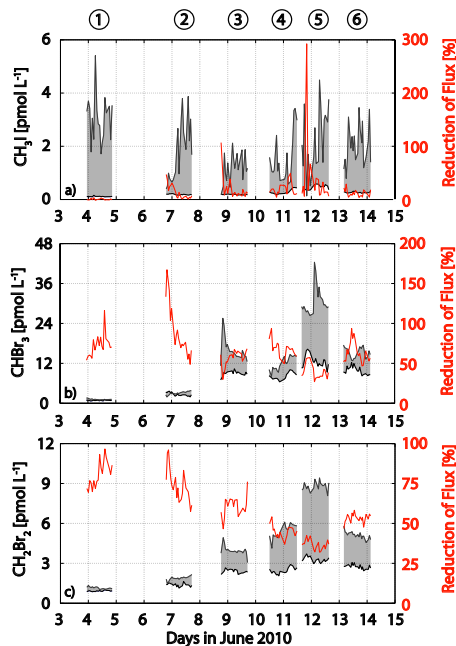 ① ② ③ ④ ⑤ ⑥
CH₃I [pmol L⁻¹]
6
4
2
0
a)
300
250
200
150
100
50
0
Reduction of Flux [%]
3 4 5 6 7 8 9 10 11 12 13 14 15
CHBr₃ [pmol L⁻¹]
48
36
24
12
0
b)
200
150
100
50
0
Reduction of Flux [%]
3 4 5 6 7 8 9 10 11 12 13 14 15
CH₂Br₂ [pmol L⁻¹]
12
9
6
3
0
c)
100
75
50
25
0
Reduction of Flux [%]
3 4 5 6 7 8 9 10 11 12 13 14 15
Days in June 2010